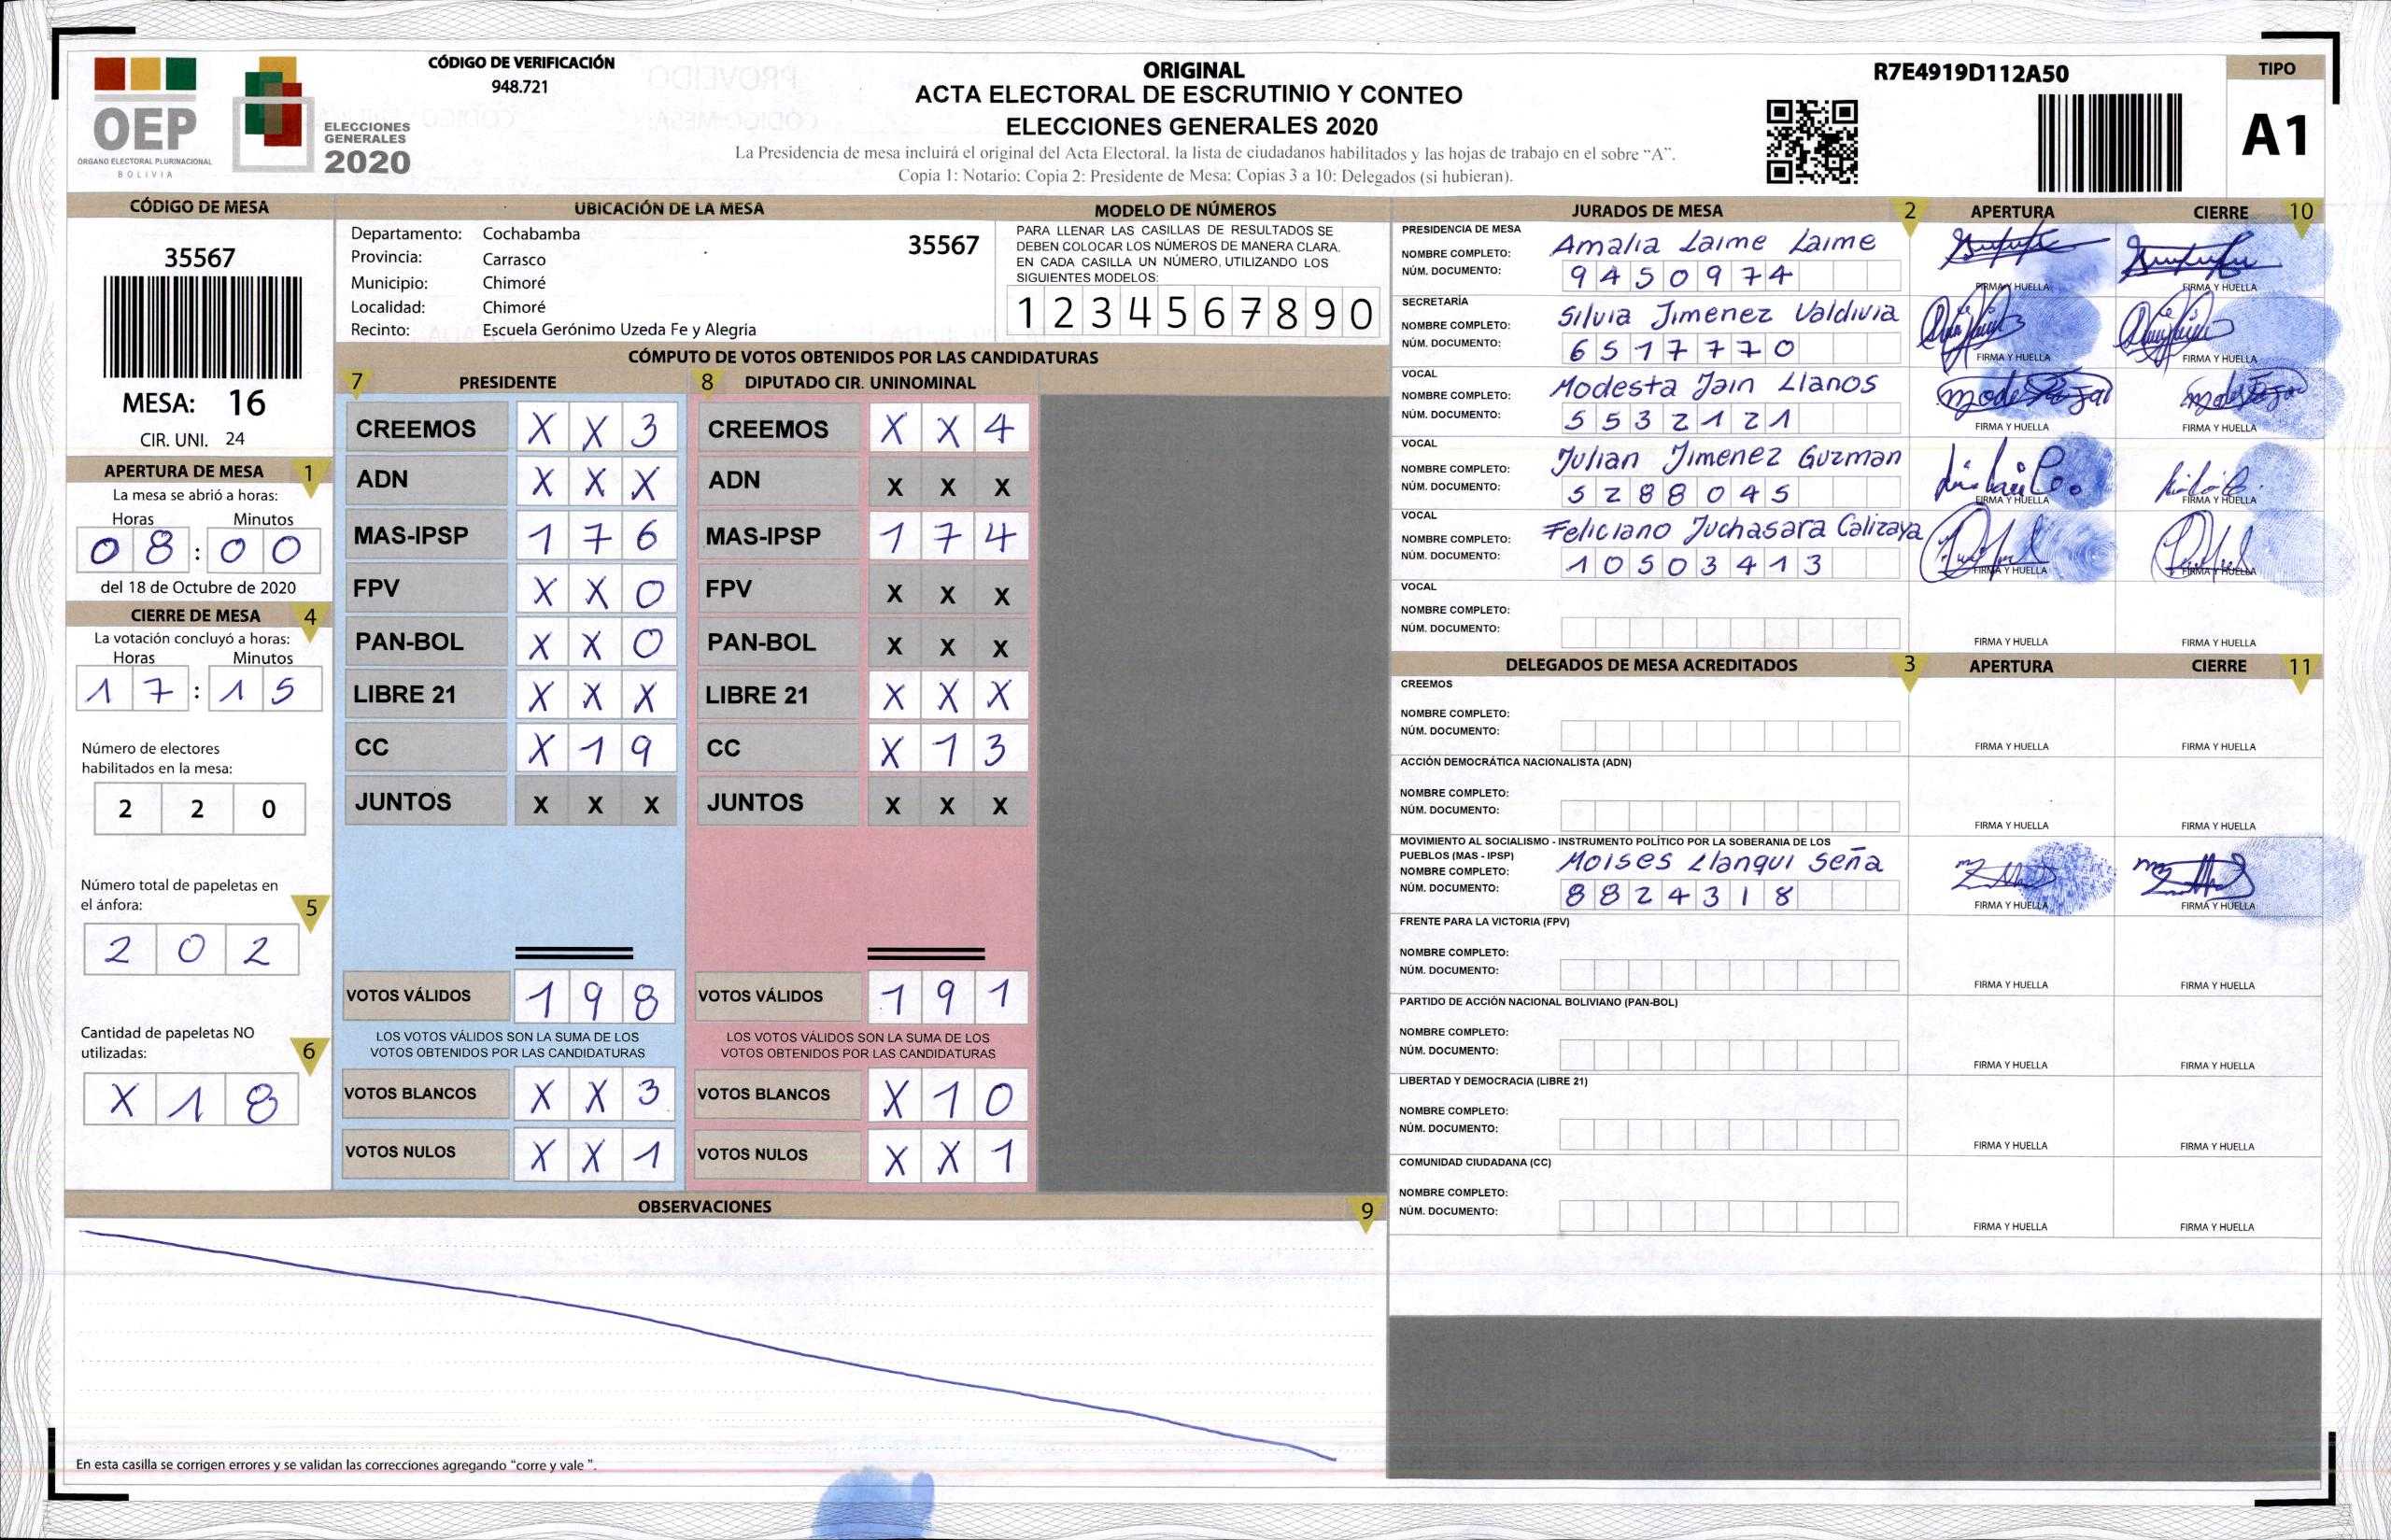 CÓDIGO DE VERIFICACIÓN
948.721
OEP
ÓRGANO ELECTORAL PLURINACIONAL
BOLIVIA
ELECCIONES
GENERALES
2020
ORIGINAL
ACTA ELECTORAL DE ESCRUTINIO Y CONTEO
ELECCIONES GENERALES 2020
La Presidencia de mesa incluirá el original del Acta Electoral, la lista de ciudadanos habilitados y las hojas de trabajo en el sobre "A".
Copia 1: Notario: Copia 2: Presidente de Mesa: Copias 3 a 10: Delegados (si hubieran).
R7E4919D112A50
TIPO
A1
CÓDIGO DE MESA
35567
MESA: 16
CIR. UNI. 24
APERTURA DE MESA 1
La mesa se abrió a horas:
Horas Minutos
08:00
del 18 de Octubre de 2020
CIERRE DE MESA 4
La votación concluyó a horas:
Horas Minutos
17:15
Número de electores
habilitados en la mesa:
2 2 0
Número total de papeletas en
el ánfora: 5
2 0 2
Cantidad de papeletas NO
utilizadas: 6
X 1 8
UBICACIÓN DE LA MESA
Departamento: Cochabamba 35567
Provincia: Carrasco
Municipio: Chimoré
Localidad: Chimoré
Recinto: Escuela Gerónimo Uzeda Fe y Alegria
MODELO DE NÚMEROS
PARA LLENAR LAS CASILLAS DE RESULTADOS SE
DEBEN COLOCAR LOS NÚMEROS DE MANERA CLARA.
EN CADA CASILLA UN NÚMERO, UTILIZANDO LOS
SIGUIENTES MODELOS:
1 2 3 4 5 6 7 8 9 0
CÓMPUTO DE VOTOS OBTENIDOS POR LAS CANDIDATURAS
7 PRESIDENTE 8 DIPUTADO CIR. UNINOMINAL
CREEMOS X X 3 CREEMOS X X 4
ADN X X X ADN X X X
MAS-IPSP 1 7 6 MAS-IPSP 1 7 4
FPV X X 0 FPV X X X
PAN-BOL X X 0 PAN-BOL X X X
LIBRE 21 X X X LIBRE 21 X X X
CC X 1 9 CC X 1 3
JUNTOS X X X JUNTOS X X X
VOTOS VÁLIDOS 1 9 8 VOTOS VÁLIDOS 1 9 1
LOS VOTOS VÁLIDOS SON LA SUMA DE LOS LOS VOTOS VÁLIDOS SON LA SUMA DE LOS
VOTOS OBTENIDOS POR LAS CANDIDATURAS VOTOS OBTENIDOS POR LAS CANDIDATURAS
VOTOS BLANCOS X X 3 VOTOS BLANCOS X 1 0
VOTOS NULOS X X 1 VOTOS NULOS X X 1
OBSERVACIONES 9
En esta casilla se corrigen errores y se validan las correcciones agregando "corre y vale ".
JURADOS DE MESA 2 APERTURA CIERRE 10
PRESIDENCIA DE MESA
NOMBRE COMPLETO: Amalia Laime Laime
NÚM. DOCUMENTO: 9450974
FIRMA Y HUELLA FIRMA Y HUELLA
SECRETARÍA
NOMBRE COMPLETO: Silvia Jimenez Valdivia
NÚM. DOCUMENTO: 6517770
FIRMA Y HUELLA FIRMA Y HUELLA
VOCAL
NOMBRE COMPLETO: Modesta Jain Llanos
NÚM. DOCUMENTO: 5532121
FIRMA Y HUELLA FIRMA Y HUELLA
VOCAL
NOMBRE COMPLETO: Julian Jimenez Guzman
NÚM. DOCUMENTO: 5288045
FIRMA Y HUELLA FIRMA Y HUELLA
VOCAL
NOMBRE COMPLETO: Feliciano Juchasara Calizaya
NÚM. DOCUMENTO: 10503413
FIRMA Y HUELLA FIRMA Y HUELLA
VOCAL
NOMBRE COMPLETO:
NÚM. DOCUMENTO:
FIRMA Y HUELLA FIRMA Y HUELLA
DELEGADOS DE MESA ACREDITADOS 3 APERTURA CIERRE 11
CREEMOS
NOMBRE COMPLETO:
NÚM. DOCUMENTO:
FIRMA Y HUELLA FIRMA Y HUELLA
ACCIÓN DEMOCRÁTICA NACIONALISTA (ADN)
NOMBRE COMPLETO:
NÚM. DOCUMENTO:
FIRMA Y HUELLA FIRMA Y HUELLA
MOVIMIENTO AL SOCIALISMO - INSTRUMENTO POLÍTICO POR LA SOBERANIA DE LOS
PUEBLOS (MAS - IPSP)
NOMBRE COMPLETO: Moises Llanqui Seña
NÚM. DOCUMENTO: 8824318
FIRMA Y HUELLA FIRMA Y HUELLA
FRENTE PARA LA VICTORIA (FPV)
NOMBRE COMPLETO:
NÚM. DOCUMENTO:
FIRMA Y HUELLA FIRMA Y HUELLA
PARTIDO DE ACCIÓN NACIONAL BOLIVIANO (PAN-BOL)
NOMBRE COMPLETO:
NÚM. DOCUMENTO:
FIRMA Y HUELLA FIRMA Y HUELLA
LIBERTAD Y DEMOCRACIA (LIBRE 21)
NOMBRE COMPLETO:
NÚM. DOCUMENTO:
FIRMA Y HUELLA FIRMA Y HUELLA
COMUNIDAD CIUDADANA (CC)
NOMBRE COMPLETO:
NÚM. DOCUMENTO:
FIRMA Y HUELLA FIRMA Y HUELLA